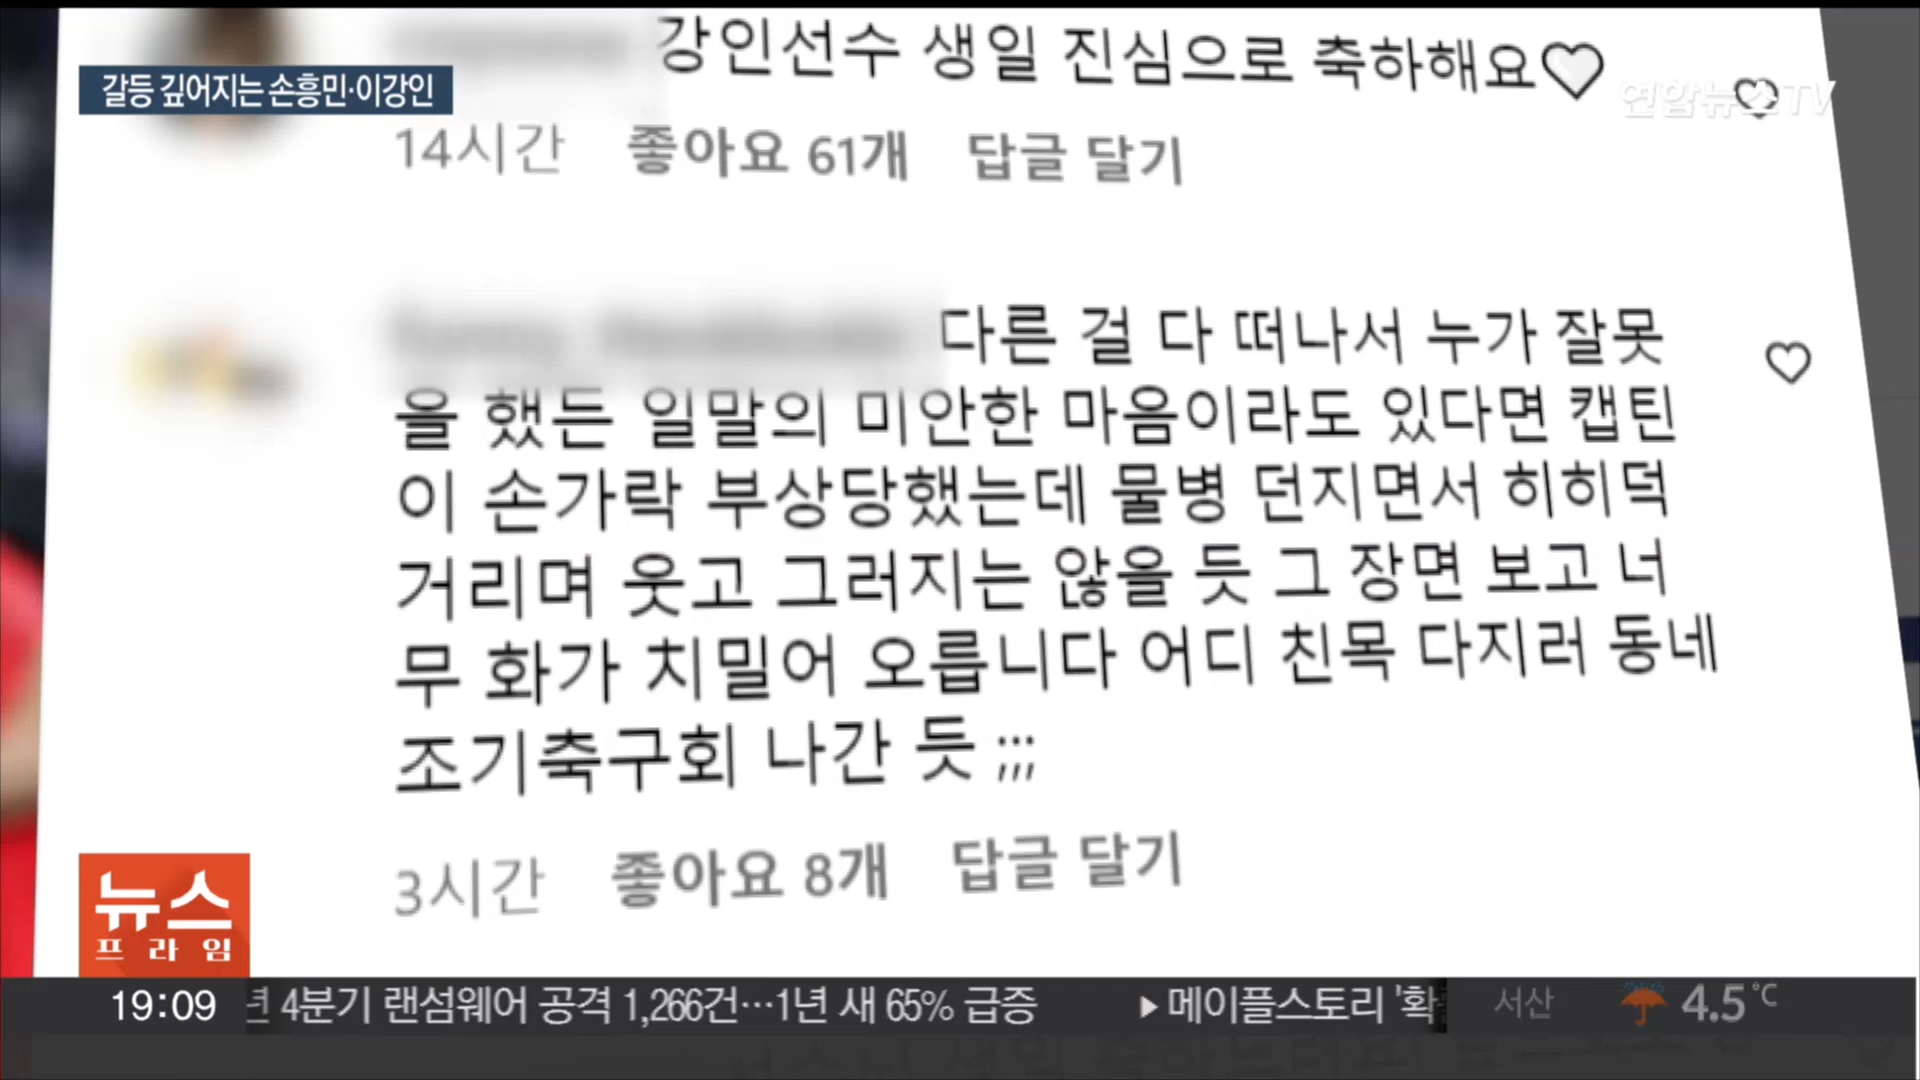 강인선수 생일 진심으로 축하해요♡
갈등 깊어지는 손흥민·이강인
연합뉴스TV
14시간 좋아요 61개 답글 달기
다른 걸 다 떠나서 누가 잘못
을 했든 일말의 미안한 마음이라도 있다면 캡틴
이 손가락 부상당했는데 물병 던지면서 히히덕
거리며 웃고 그러지는 않을 듯 그 장면 보고 너
무 화가 치밀어 오릅니다 어디 친목 다지러 동네
조기축구회 나간 듯 ;;;
3시간 좋아요 8개 답글 달기
뉴스
프라임
19:09 년 4분기 랜섬웨어 공격 1,266건…1년 새 65% 급증 ▶메이플스토리 '확 서산 4.5℃